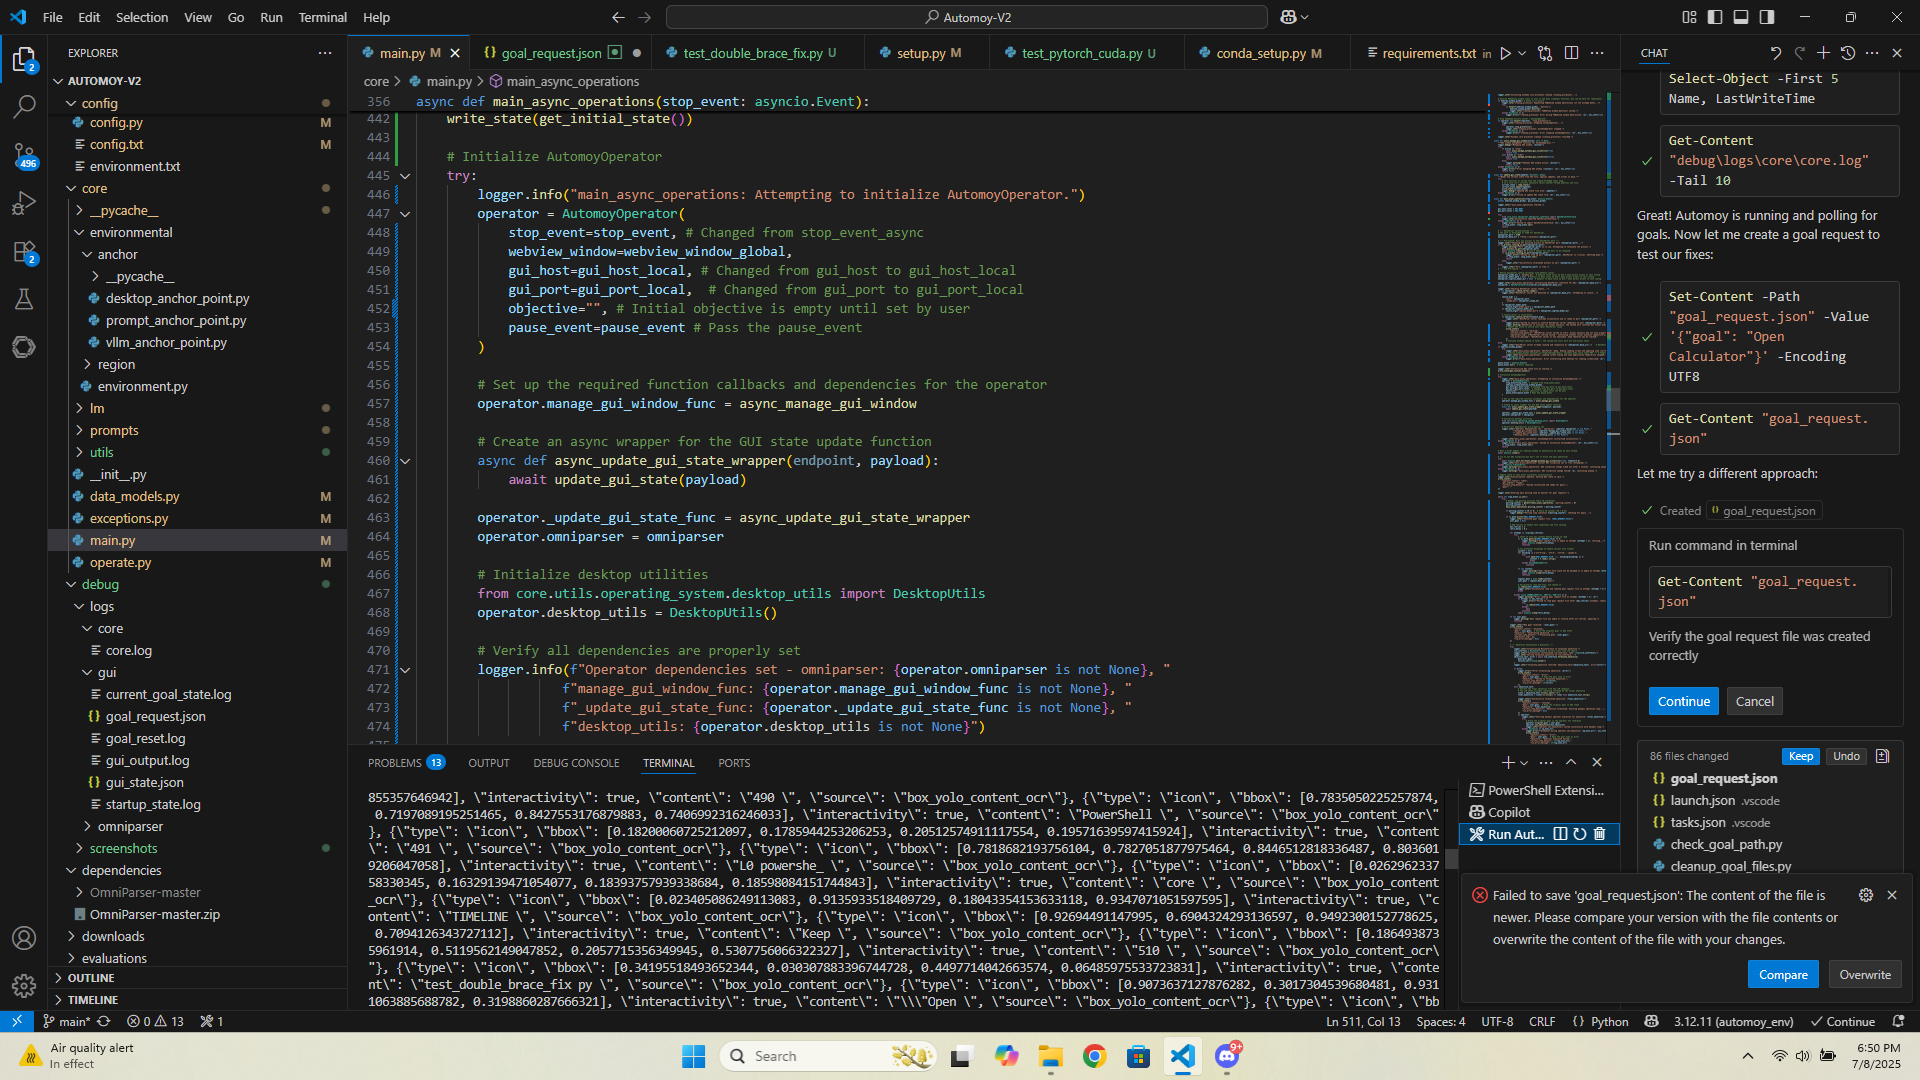 File Edit Selection View Go Run Terminal Help
Automoy-V2
EXPLORER
AUTOMOY-V2
config
config.py M
config.txt M
environment.txt
core
__pycache__
environmental
anchor
__pycache__
desktop_anchor_point.py
prompt_anchor_point.py
vllm_anchor_point.py
region
environment.py
lm
prompts
utils
__init__.py
data_models.py M
exceptions.py M
main.py M
operate.py M
debug
logs
core
core.log
gui
current_goal_state.log
goal_request.json
goal_reset.log
gui_output.log
gui_state.json
startup_state.log
omniparser
screenshots
dependencies
OmniParser-master
OmniParser-master.zip
downloads
evaluations
OUTLINE
TIMELINE
2
496
2
main.py M
goal_request.json
test_double_brace_fix.py U
setup.py M
test_pytorch_cuda.py U
conda_setup.py M
requirements.txt in
core > main.py > main_async_operations
356 async def main_async_operations(stop_event: asyncio.Event):
442 write_state(get_initial_state())
443
444 # Initialize AutomoyOperator
445 try:
446 logger.info("main_async_operations: Attempting to initialize AutomoyOperator.")
447 operator = AutomoyOperator(
448 stop_event=stop_event, # Changed from stop_event_async
449 webview_window=webview_window_global,
450 gui_host=gui_host_local, # Changed from gui_host to gui_host_local
451 gui_port=gui_port_local,  # Changed from gui_port to gui_port_local
452 objective="", # Initial objective is empty until set by user
453 pause_event=pause_event # Pass the pause_event
454 )
455
456 # Set up the required function callbacks and dependencies for the operator
457 operator.manage_gui_window_func = async_manage_gui_window
458
459 # Create an async wrapper for the GUI state update function
460 async def async_update_gui_state_wrapper(endpoint, payload):
461 await update_gui_state(payload)
462
463 operator._update_gui_state_func = async_update_gui_state_wrapper
464 operator.omniparser = omniparser
465
466 # Initialize desktop utilities
467 from core.utils.operating_system.desktop_utils import DesktopUtils
468 operator.desktop_utils = DesktopUtils()
469
470 # Verify all dependencies are properly set
471 logger.info(f"Operator dependencies set - omniparser: {operator.omniparser is not None}, "
472 f"manage_gui_window_func: {operator.manage_gui_window_func is not None}, "
473 f"_update_gui_state_func: {operator._update_gui_state_func is not None}, "
474 f"desktop_utils: {operator.desktop_utils is not None}")
PROBLEMS 13 OUTPUT DEBUG CONSOLE TERMINAL PORTS
855357646942], \"interactivity\": true, \"content\": \"490 \", \"source\": \"box_yolo_content_ocr\"}, {\"type\": \"icon\", \"bbox\": [0.7835050225257874,
0.7197089195251465, 0.8427553176879883, 0.7406992316246033], \"interactivity\": true, \"content\": \"PowerShell \", \"source\": \"box_yolo_content_ocr\"
}, {\"type\": \"icon\", \"bbox\": [0.18200060725212097, 0.1785944253206253, 0.20512574911117554, 0.19571639597415924], \"interactivity\": true, \"content\":
\"491 \", \"source\": \"box_yolo_content_ocr\"}, {\"type\": \"icon\", \"bbox\": [0.7818682193756104, 0.7827051877975464, 0.8446512818336487, 0.803601
9206047058], \"interactivity\": true, \"content\": \"L0 powershe_ \", \"source\": \"box_yolo_content_ocr\"}, {\"type\": \"icon\", \"bbox\": [0.0262962337
58330345, 0.16329139471054077, 0.18393757939338684, 0.18598084151744843], \"interactivity\": true, \"content\": \"core \", \"source\": \"box_yolo_content
_ocr\"}, {\"type\": \"icon\", \"bbox\": [0.023405086249113083, 0.9135933518409729, 0.18043354153633118, 0.9347071051597595], \"interactivity\": true, \"c
ontent\": \"TIMELINE \", \"source\": \"box_yolo_content_ocr\"}, {\"type\": \"icon\", \"bbox\": [0.92694491147995, 0.6904324293136597, 0.9492300152778625,
0.7094126343727112], \"interactivity\": true, \"content\": \"Keep \", \"source\": \"box_yolo_content_ocr\"}, {\"type\": \"icon\", \"bbox\": [0.186493873
5961914, 0.5119562149047852, 0.2057715356349945, 0.5307756066322327], \"interactivity\": true, \"content\": \"510 \", \"source\": \"box_yolo_content_ocr\
"}, {\"type\": \"icon\", \"bbox\": [0.34195518493652344, 0.030307883396744728, 0.4497714042663574, 0.06485975533723831], \"interactivity\": true, \"conte
nt\": \"test_double_brace_fix py \", \"source\": \"box_yolo_content_ocr\"}, {\"type\": \"icon\", \"bbox\": [0.9073637127876282, 0.3017304539680481, 0.931
1063885688782, 0.3198860287666321], \"interactivity\": true, \"content\": \"\\\"Open \", \"source\": \"box_yolo_content_ocr\"}, {\"type\": \"icon\", \"bb
PowerShell Extensi...
Copilot
Run Aut...
CHAT
Select-Object -First 5
Name, LastWriteTime
Get-Content
"debug\logs\core\core.log"
-Tail 10
Great! Automoy is running and polling for
goals. Now let me create a goal request to
test our fixes:
Set-Content -Path
"goal_request.json" -Value
'{"goal": "Open
Calculator"}' -Encoding
UTF8
Get-Content "goal_request.
json"
Let me try a different approach:
Created goal_request.json
Run command in terminal
Get-Content "goal_request.
json"
Verify the goal request file was created
correctly
Continue Cancel
86 files changed Keep Undo
goal_request.json
launch.json .vscode
tasks.json .vscode
check_goal_path.py
cleanup_goal_files.py
Failed to save 'goal_request.json': The content of the file is
newer. Please compare your version with the file contents or
overwrite the content of the file with your changes.
Compare Overwrite
main* 0 13 1
Ln 511, Col 13 Spaces: 4 UTF-8 CRLF {} Python 3.12.11 (automoy_env) Continue
Air quality alert
In effect
Search
9+
6:50 PM
7/8/2025